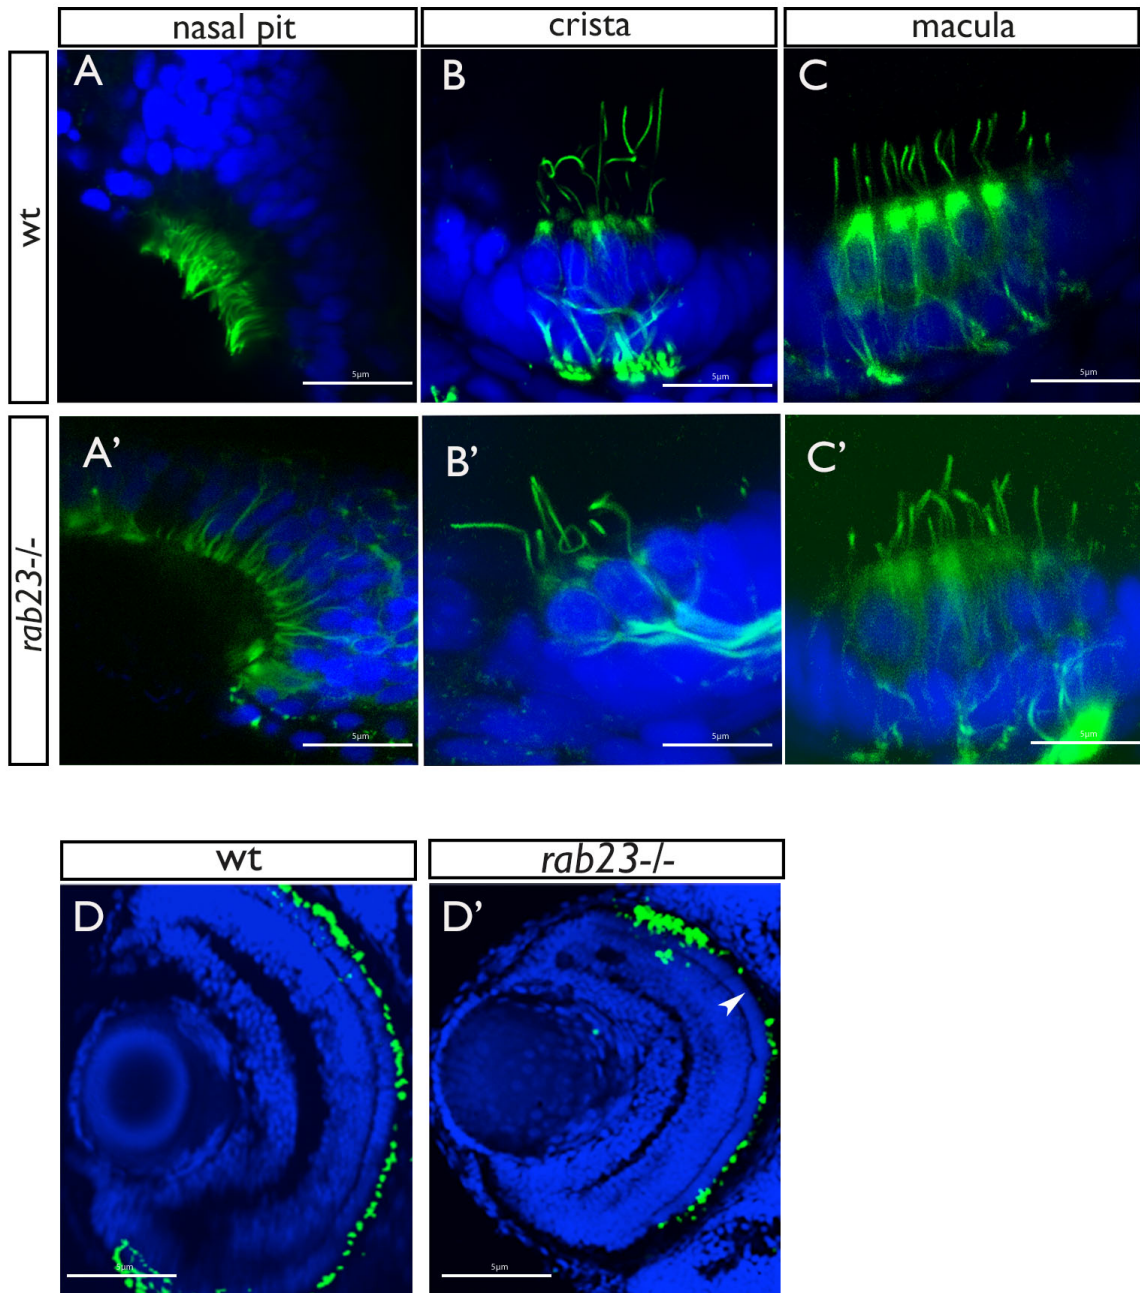 nasal pit
crista
macula
wt
A
B
C
5µm
5µm
5µm
rab23-/-
A’
B’
C’
5µm
5µm
5µm
wt
rab23-/-
D
D’
5µm
5µm